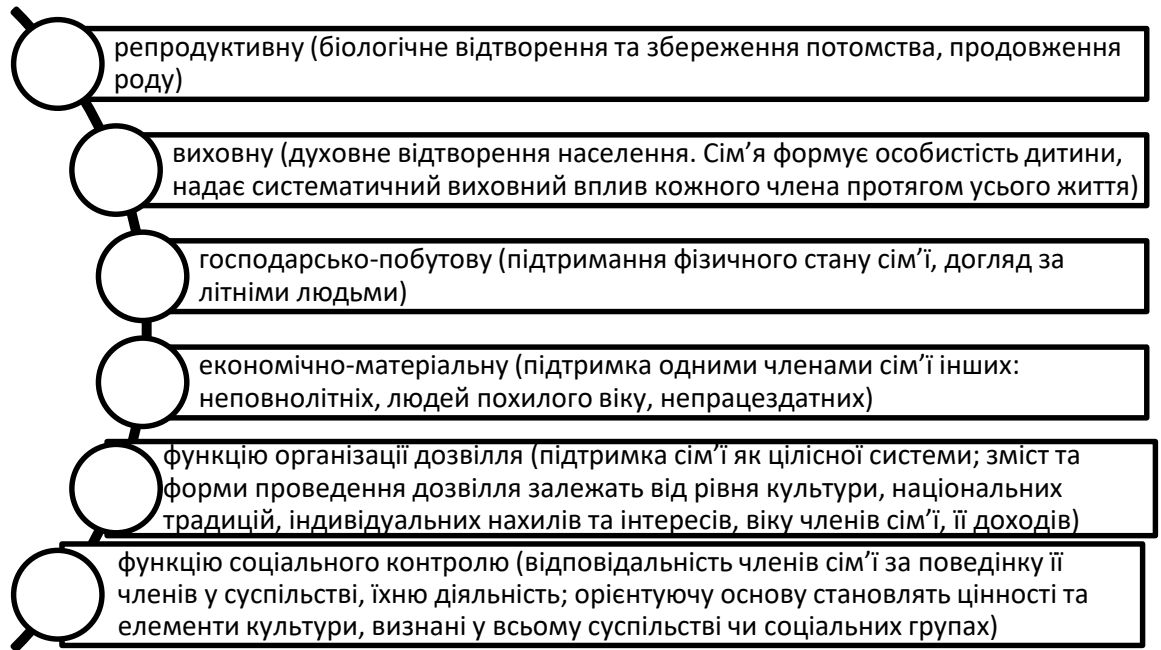 репродуктивну (біологічне відтворення та збереження потомства, продовження
роду)
виховну (духовне відтворення населення. Сім’я формує особистість дитини,
надає систематичний виховний вплив кожного члена протягом усього життя)
господарсько-побутову (підтримання фізичного стану сім’ї, догляд за
літніми людьми)
економічно-матеріальну (підтримка одними членами сім’ї інших:
неповнолітніх, людей похилого віку, непрацездатних)
функцію організації дозвілля (підтримка сім’ї як цілісної системи; зміст та
форми проведення дозвілля залежать від рівня культури, національних
традицій, індивідуальних нахилів та інтересів, віку членів сім’ї, її доходів)
функцію соціального контролю (відповідальність членів сім’ї за поведінку її
членів у суспільстві, їхню діяльність; орієнтуючу основу становлять цінності та
елементи культури, визнані у всьому суспільстві чи соціальних групах)